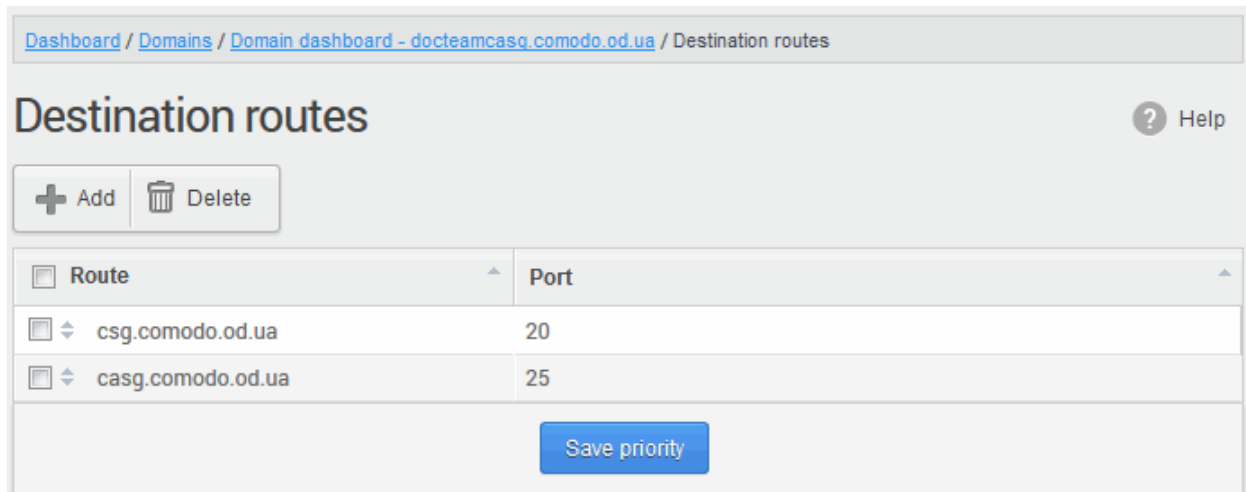 Dashboard / Domains / Domain dashboard - docteamcasg.comodo.od.ua / Destination routes
Destination routes
? Help
Add Delete
Route Port
csg.comodo.od.ua 20
casg.comodo.od.ua 25
Save priority